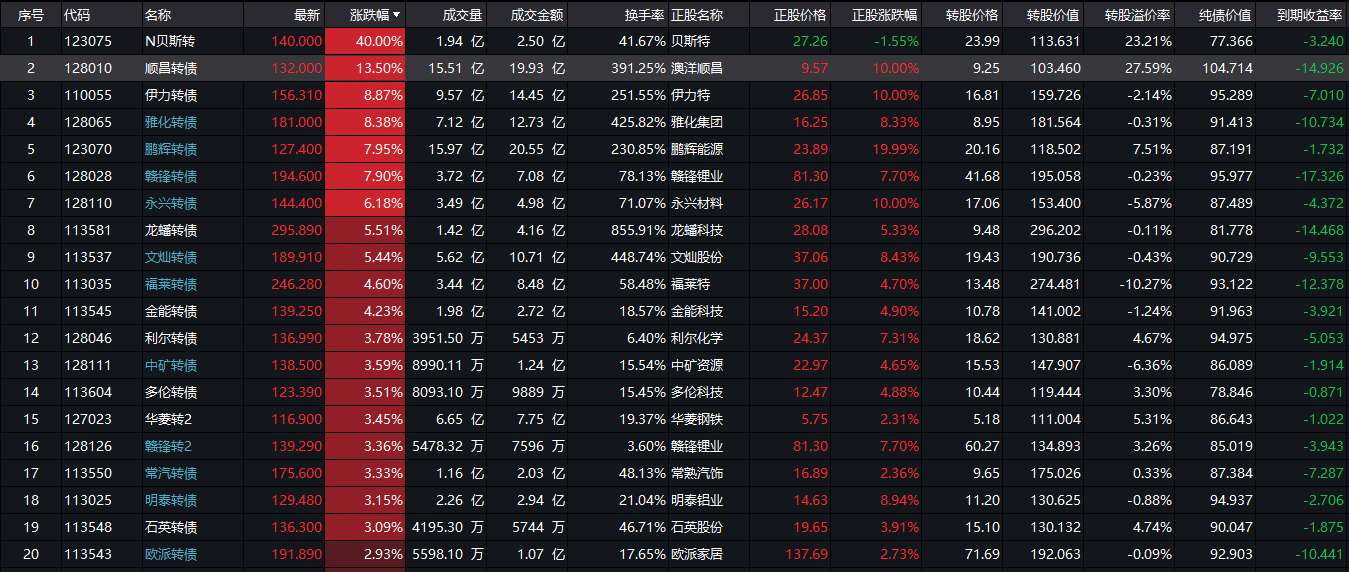 序号 代码 名称 最新 涨跌幅 成交量 成交金额 换手率 正股名称 正股价格 正股涨跌幅 转股价格 转股价值 转股溢价率 纯债价值 到期收益率
1 123075 N贝斯转 140.000 40.00% 1.94 亿 2.50 亿 41.67% 贝斯特 27.26 -1.55% 23.99 113.631 23.21% 77.366 -3.240
2 128010 顺昌转债 132.000 13.50% 15.51 亿 19.93 亿 391.25% 澳洋顺昌 9.57 10.00% 9.25 103.460 27.59% 104.714 -14.926
3 110055 伊力转债 156.310 8.87% 9.57 亿 14.45 亿 251.55% 伊力特 26.85 10.00% 16.81 159.726 -2.14% 95.289 -7.010
4 128065 雅化转债 181.000 8.38% 7.12 亿 12.73 亿 425.82% 雅化集团 16.25 8.33% 8.95 181.564 -0.31% 91.413 -10.734
5 123070 鹏辉转债 127.400 7.95% 15.97 亿 20.55 亿 230.85% 鹏辉能源 23.89 19.99% 20.16 118.502 7.51% 87.191 -1.732
6 128028 赣锋转债 194.600 7.90% 3.72 亿 7.08 亿 78.13% 赣锋锂业 81.30 7.70% 41.68 195.058 -0.23% 95.977 -17.326
7 128110 永兴转债 144.400 6.18% 3.49 亿 4.98 亿 71.07% 永兴材料 26.17 10.00% 17.06 153.400 -5.87% 87.489 -4.372
8 113581 龙蟠转债 295.890 5.51% 1.42 亿 4.16 亿 855.91% 龙蟠科技 28.08 5.33% 9.48 296.202 -0.11% 81.778 -14.468
9 113537 文灿转债 189.910 5.44% 5.62 亿 10.71 亿 448.74% 文灿股份 37.06 8.43% 19.43 190.736 -0.43% 90.729 -9.553
10 113035 福莱转债 246.280 4.60% 3.44 亿 8.48 亿 58.48% 福莱特 37.00 4.70% 13.48 274.481 -10.27% 93.122 -12.378
11 113545 金能转债 139.250 4.23% 1.98 亿 2.72 亿 18.57% 金能科技 15.20 4.90% 10.78 141.002 -1.24% 91.963 -3.921
12 128046 利尔转债 136.900 3.78% 3951.50 万 5453 万 6.40% 利尔化学 24.37 7.31% 18.62 130.881 4.67% 94.975 -5.053
13 128111 中矿转债 138.500 3.59% 8990.11 万 1.24 亿 15.54% 中矿资源 22.97 4.65% 15.53 147.907 -6.36% 86.089 -1.914
14 113604 多伦转债 123.390 3.51% 8093.10 万 9889 万 15.45% 多伦科技 12.47 4.88% 10.44 119.444 3.30% 78.846 -0.871
15 127023 华菱转2 116.900 3.45% 6.65 亿 7.75 亿 19.37% 华菱钢铁 5.75 2.31% 5.18 111.004 5.31% 86.643 -1.022
16 128126 赣锋转2 139.290 3.36% 5478.32 万 7596 万 3.60% 赣锋锂业 81.30 7.70% 60.27 134.893 3.26% 85.019 -3.943
17 113550 常汽转债 175.600 3.33% 1.16 亿 2.03 亿 48.13% 常熟汽饰 16.89 2.36% 9.65 175.026 0.33% 87.384 -7.287
18 113025 明泰转债 129.480 3.15% 2.26 亿 2.94 亿 21.04% 明泰铝业 14.63 8.94% 11.20 130.625 -0.88% 94.937 -2.706
19 113548 石英转债 136.300 3.09% 4195.30 万 5744 万 46.71% 石英股份 19.65 3.91% 15.10 130.132 4.74% 90.047 -1.875
20 113543 欧派转债 191.890 2.93% 5598.10 万 1.07 亿 17.65% 欧派家居 137.69 2.73% 71.69 192.063 -0.09% 92.903 -10.441